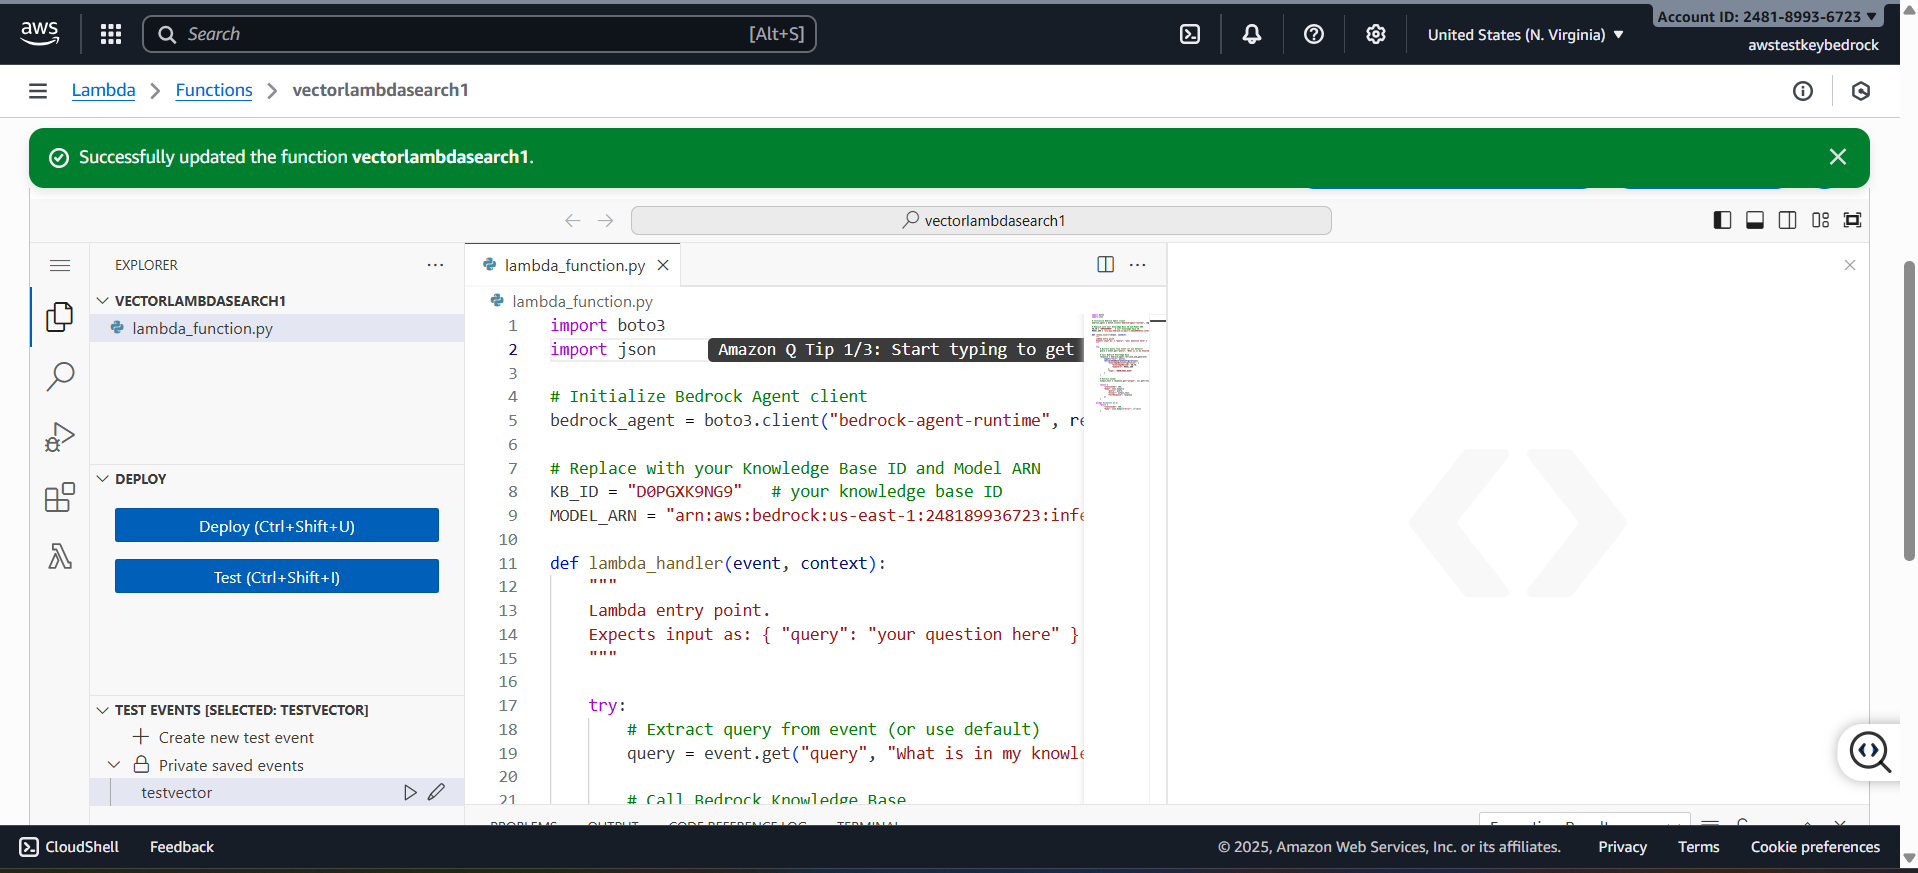 aws
Search [Alt+S]
United States (N. Virginia) ▼
Account ID: 2481-8993-6723 ▼
awstestkeybedrock
Lambda > Functions > vectorlambdasearch1
Successfully updated the function vectorlambdasearch1.
vectorlambdasearch1
EXPLORER
VECTORLAMBDASEARCH1
lambda_function.py
DEPLOY
Deploy (Ctrl+Shift+U)
Test (Ctrl+Shift+I)
TEST EVENTS [SELECTED: TESTVECTOR]
Create new test event
Private saved events
testvector
lambda_function.py
lambda_function.py
1 import boto3
2 import json Amazon Q Tip 1/3: Start typing to get
3
4 # Initialize Bedrock Agent client
5 bedrock_agent = boto3.client("bedrock-agent-runtime", re
6
7 # Replace with your Knowledge Base ID and Model ARN
8 KB_ID = "D0PGXK9NG9" # your knowledge base ID
9 MODEL_ARN = "arn:aws:bedrock:us-east-1:248189936723:infe
10
11 def lambda_handler(event, context):
12 """
13 Lambda entry point.
14 Expects input as: { "query": "your question here" }
15 """
16
17 try:
18 # Extract query from event (or use default)
19 query = event.get("query", "What is in my knowle
20
21 # Call Bedrock Knowledge Base
PROBLEMS OUTPUT CODE REFERENCE LOG TERMINAL
CloudShell Feedback
© 2025, Amazon Web Services, Inc. or its affiliates. Privacy Terms Cookie preferences